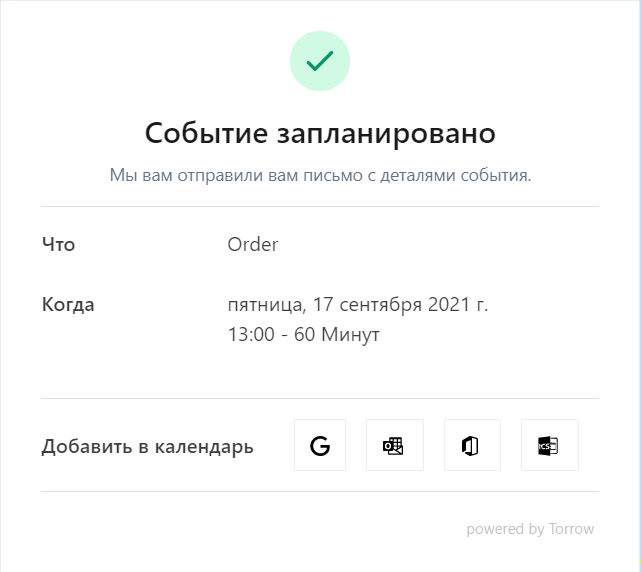 Событие запланировано
Мы вам отправили вам письмо с деталями события.
Что Order
Когда пятница, 17 сентября 2021 г.
13:00 - 60 Минут
Добавить в календарь G O ICS
powered by Torrow